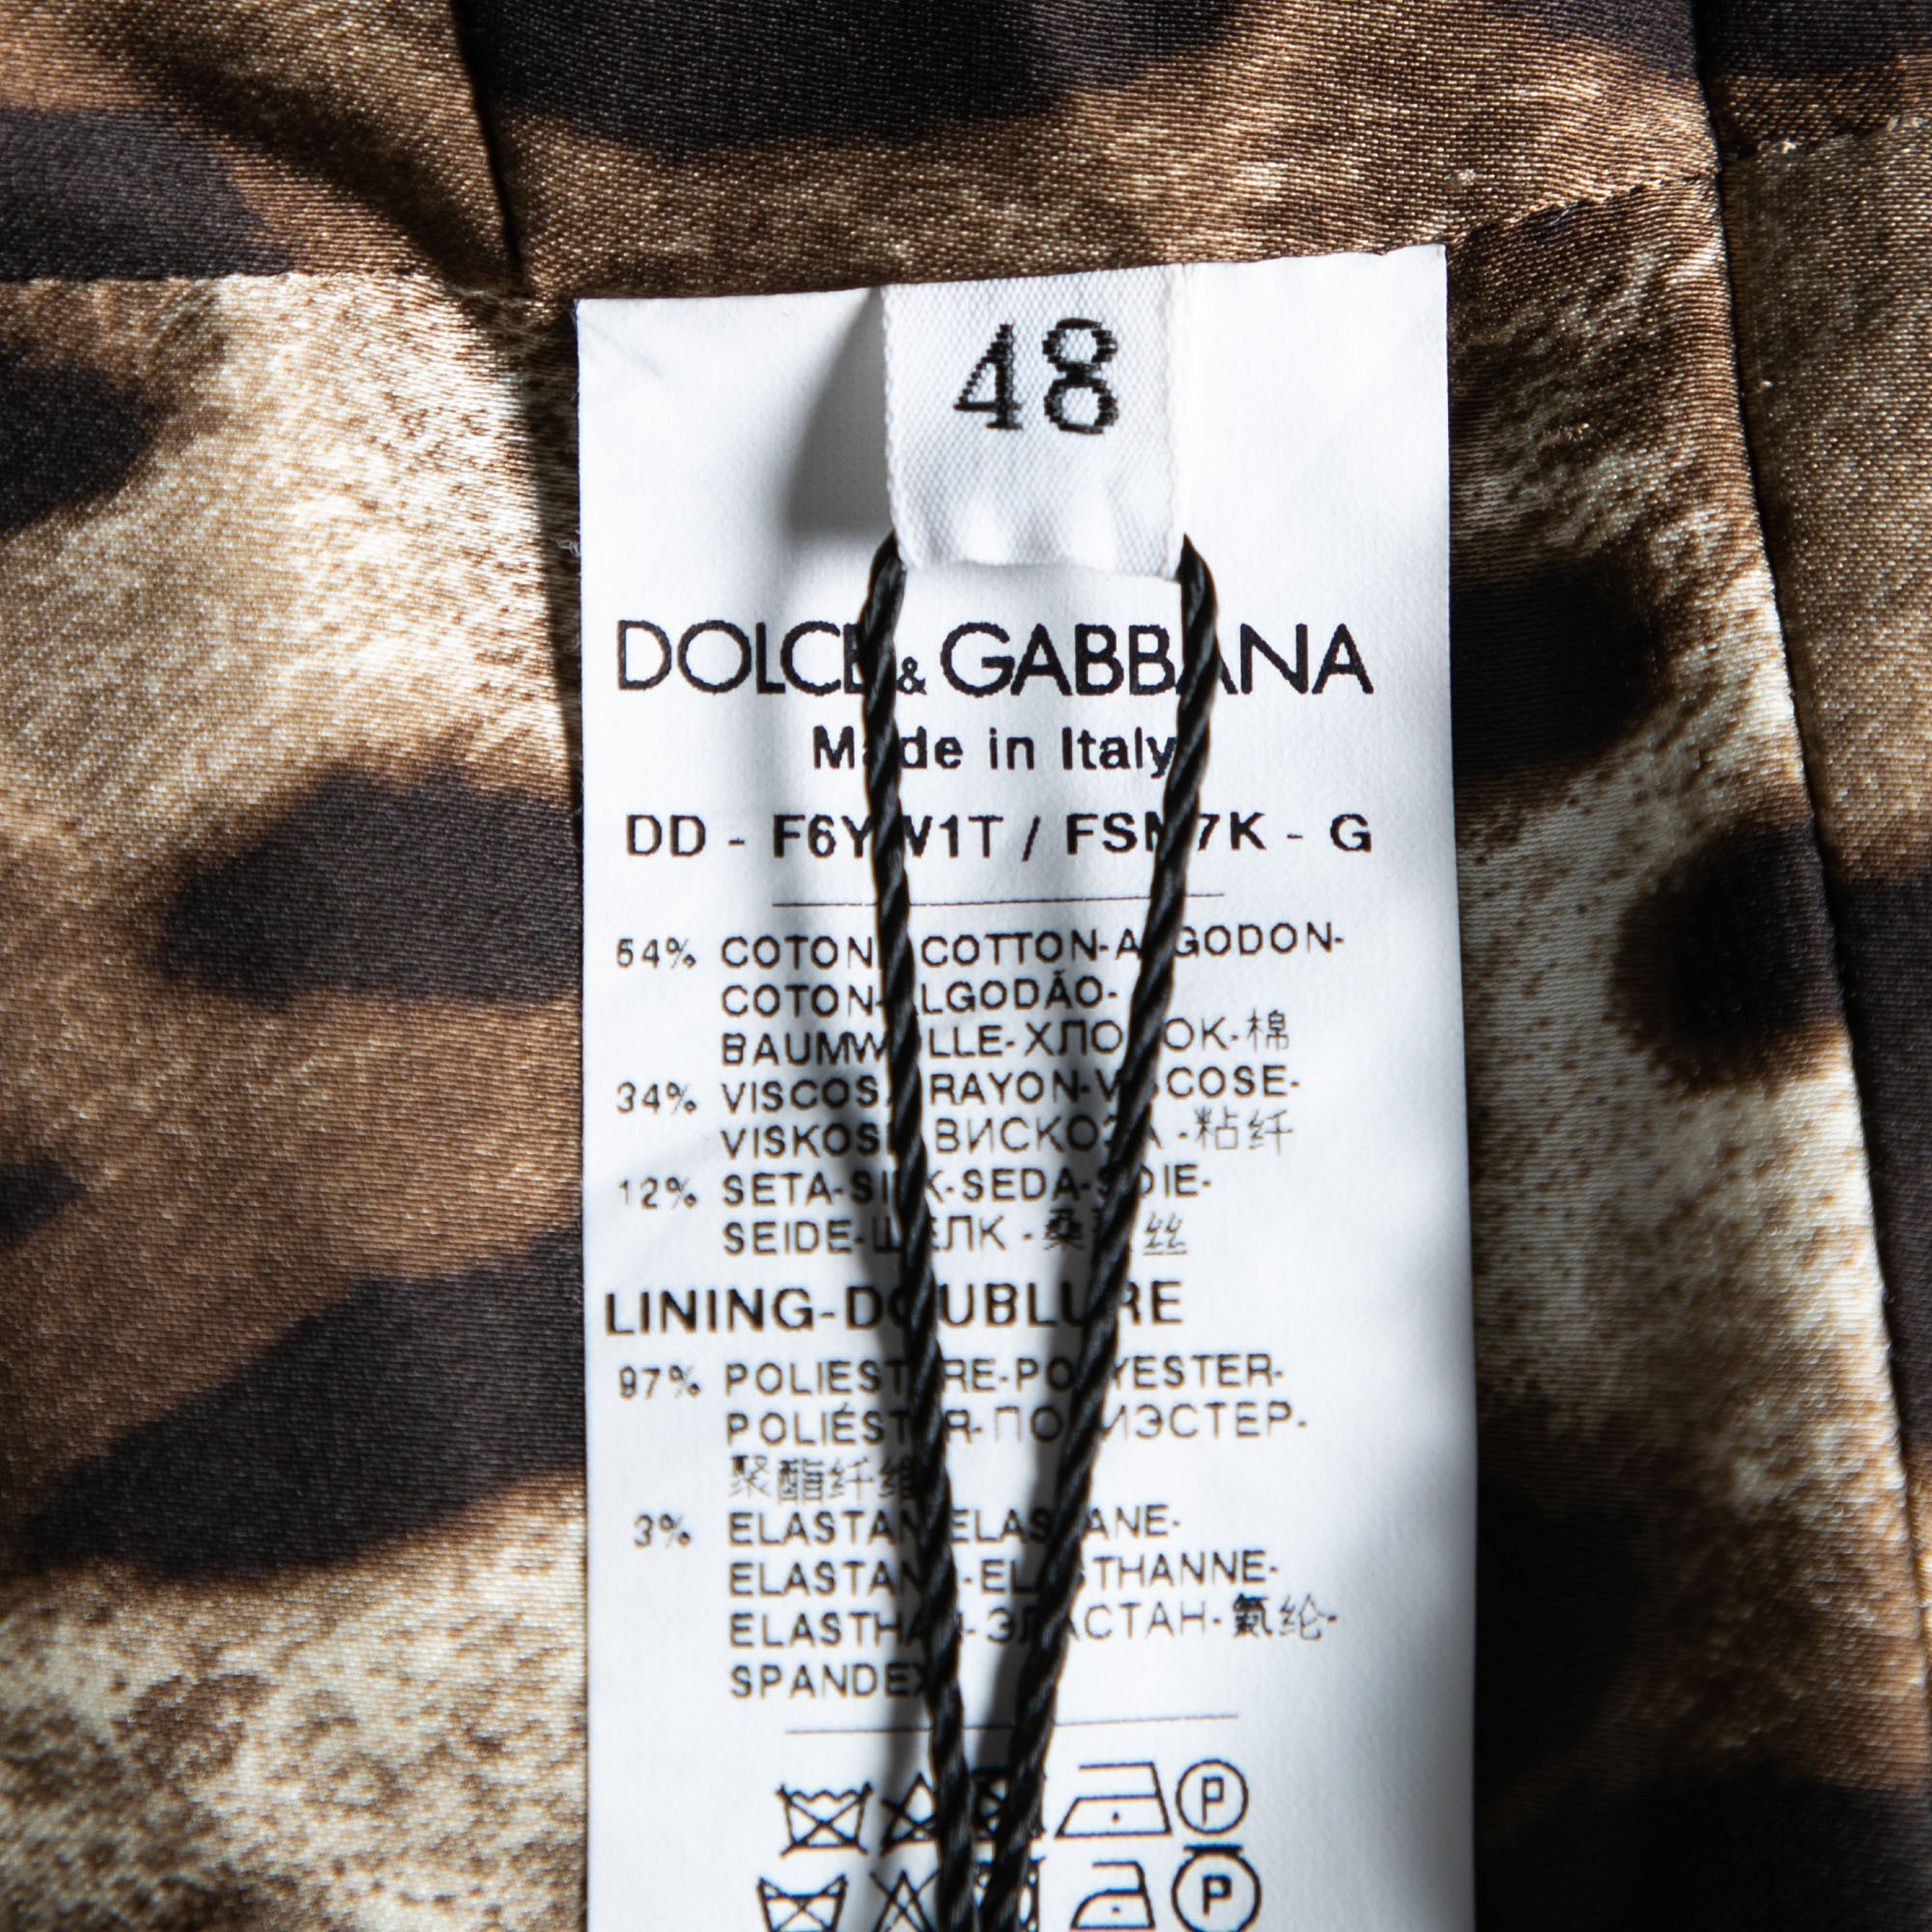 48
DOLCE & GABBANA
Made in Italy
DD - F6YW1T / FSM7K - G
54% COTONE-COTTON-ALGODON-
COTON-ALGODÃO-
BAUMWOLLE-ХЛОПОК-棉
34% VISCOSA-RAYON-VISCOSE-
VISKOSE-ВИСКОЗА -粘纤
12% SETA-SILK-SEDA-SOIE-
SEIDE-ШЕЛК - 桑蚕丝
LINING-DOUBLURE
97% POLIESTERE-POLYESTER-
POLIÉSTER-ПОЛИЭСТЕР-
聚酯纤维
3% ELASTAN-ELASTANE-
ELASTANO-ELASTHANNE-
ELASTHAN-ЭЛАСТАН-氨纶-
SPANDEX
P
P